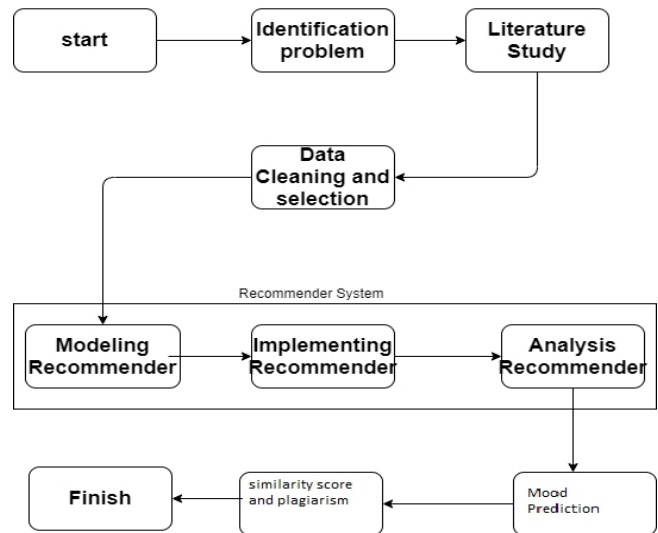 start
Identification
problem
Literature
Study
Data
Cleaning and
selection
Recommender System
Modeling
Recommender
Implementing
Recommender
Analysis
Recommender
Finish
similarity score
and plagiarism
Mood
Prediction